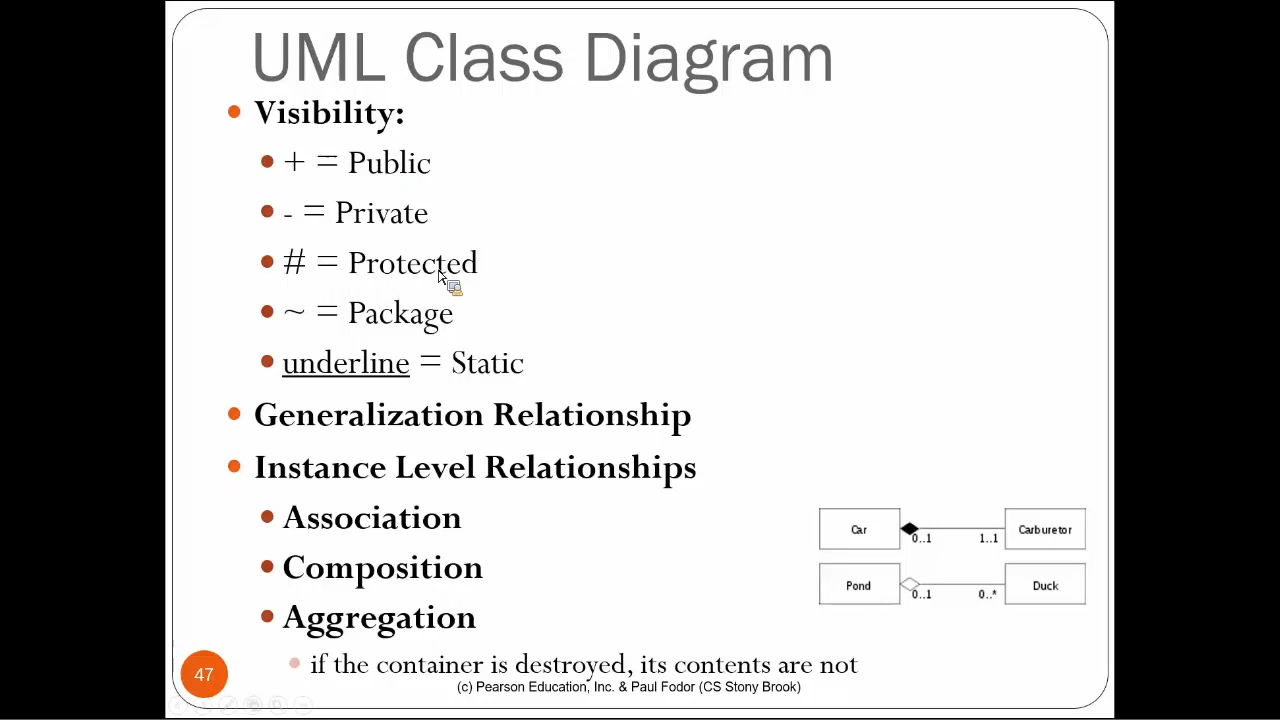 UML Class Diagram
Visibility:
+ = Public
- = Private
# = Protected
~ = Package
underline = Static
Generalization Relationship
Instance Level Relationships
Association
Composition
Aggregation
if the container is destroyed, its contents are not
Car
0..1
1..1
Carburetor
Pond
0..1
0..*
Duck
47
(c) Pearson Education, Inc. & Paul Fodor (CS Stony Brook)